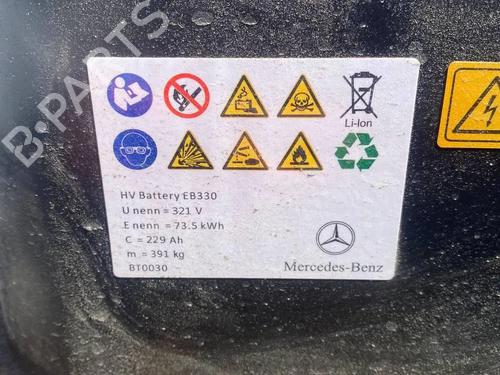 B-PARTS
Li-Ion
HV Battery EB330
U nenn = 321 V
E nenn = 73.5 kWh
C = 229 Ah
m = 391 kg
BT0030
Mercedes-Benz